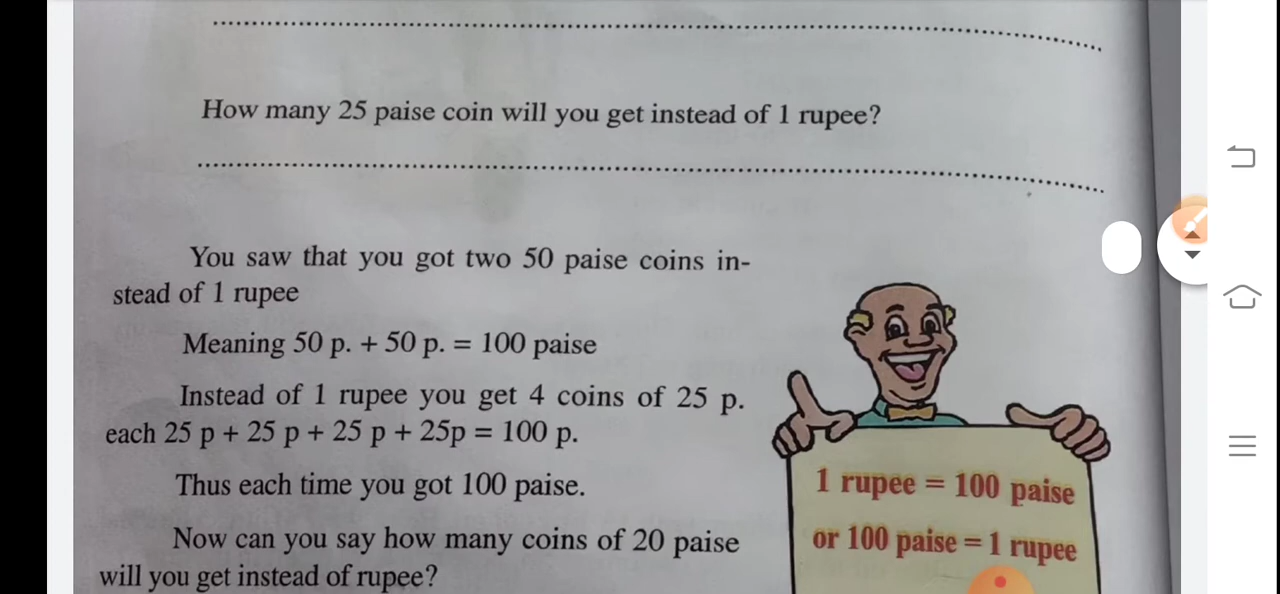 How many 25 paise coin will you get instead of 1 rupee?
You saw that you got two 50 paise coins in-
stead of 1 rupee
Meaning 50 p. + 50 p. = 100 paise
Instead of 1 rupee you get 4 coins of 25 p.
each 25 p + 25 p + 25 p + 25p = 100 p.
Thus each time you got 100 paise.
Now can you say how many coins of 20 paise
will you get instead of rupee?
1 rupee = 100 paise
or 100 paise = 1 rupee